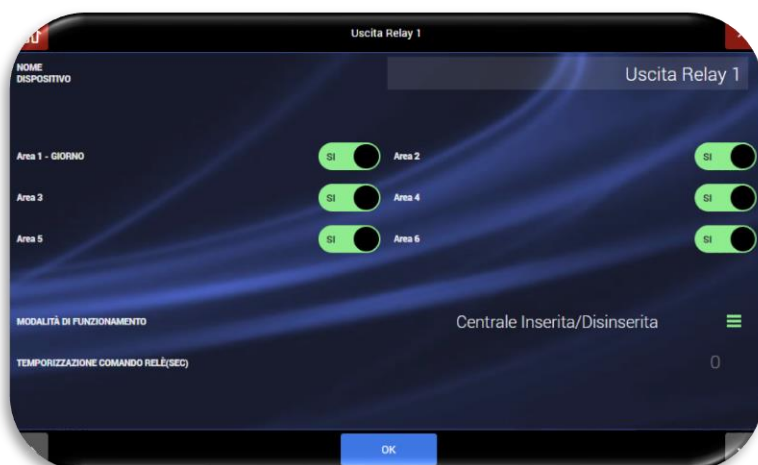 Uscita Relay 1
NOME
DISPOSITIVO
Uscita Relay 1
Area 1 - GIORNO SI Area 2 SI
Area 3 SI Area 4 SI
Area 5 SI Area 6 SI
MODALITÀ DI FUNZIONAMENTO Centrale Inserita/Disinserita
TEMPORIZZAZIONE COMANDO RELÈ(SEC) 0
OK